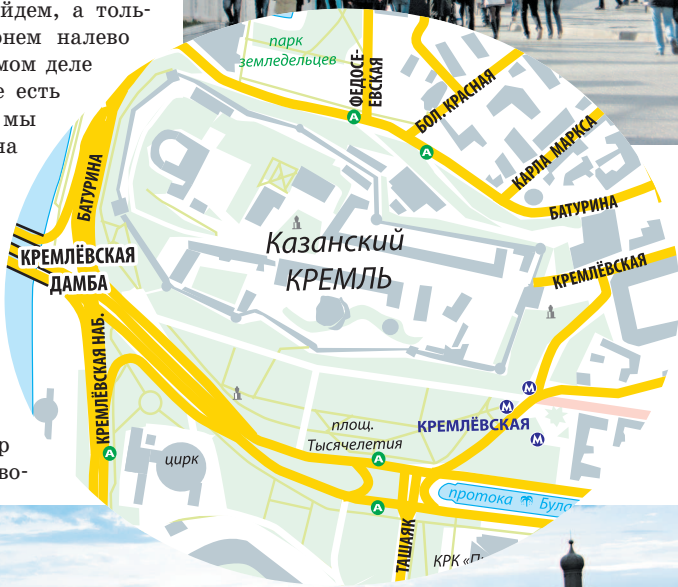 йдем, а толь-
онем налево
мом деле
е есть
мы
на
р
во-
парк
земледельцев
ФЕДОСЕ-
ЕВСКАЯ
БОЛ. КРАСНАЯ
А
А
КАРЛА МАРКСА
БАТУРИНА
БАТУРИНА
Казанский
КРЕМЛЬ
КРЕМЛЁВСКАЯ
ДАМБА
КРЕМЛЁВСКАЯ
КРЕМЛЁВСКАЯ НАБ.
М
М
КРЕМЛЁВСКАЯ
М
площ.
Тысячелетия
А
цирк
А
А
протока Була
ТАШАЯК
КРК «П